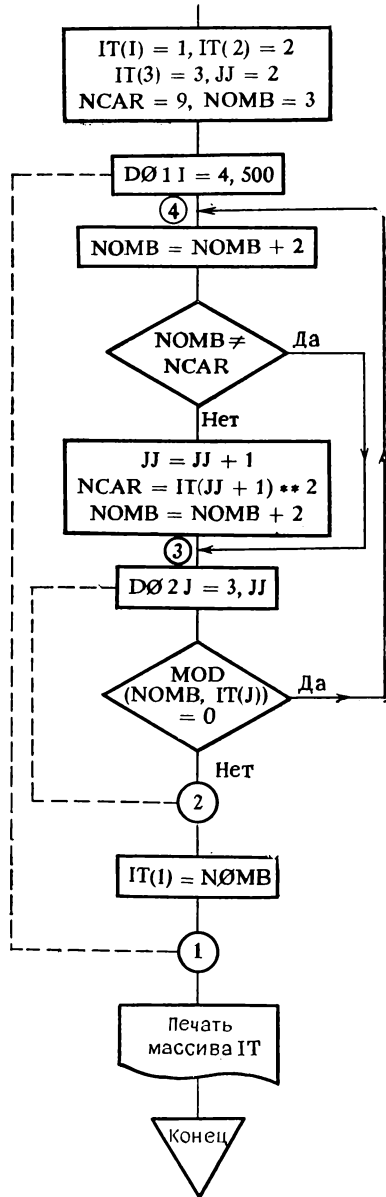 IT(I) = 1, IT(2) = 2
IT(3) = 3, JJ = 2
NCAR = 9, NOMB = 3
DØ 1 I = 4, 500
4
NOMB = NOMB + 2
NOMB ≠
NCAR
Да
Нет
JJ = JJ + 1
NCAR = IT(JJ + 1) ** 2
NOMB = NOMB + 2
3
DØ 2 J = 3, JJ
MOD
(NOMB, IT(J))
= 0
Да
Нет
2
IT(1) = NØMB
1
Печать
массива IT
Конец